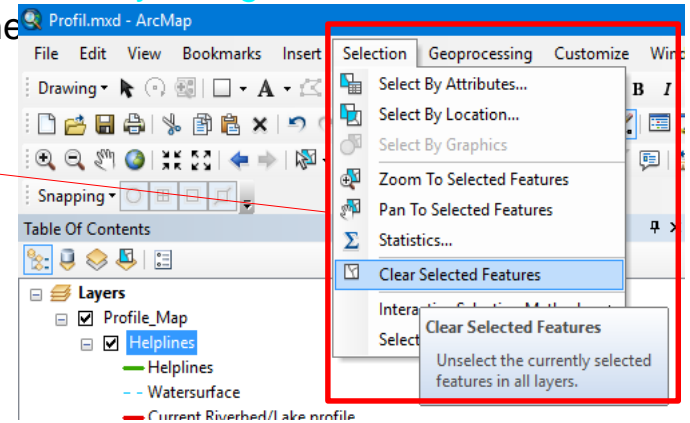 Profil.mxd - ArcMap
File Edit View Bookmarks Insert Selection Geoprocessing Customize
Drawing A B I
Snapping
Select By Attributes...
Select By Location...
Select By Graphics
Zoom To Selected Features
Pan To Selected Features
Σ Statistics...
Clear Selected Features
Table Of Contents
Layers
Profile_Map
Helplines
Helplines
Watersurface
Current Riverbed/Lake profile
Clear Selected Features
Unselect the currently selected
features in all layers.